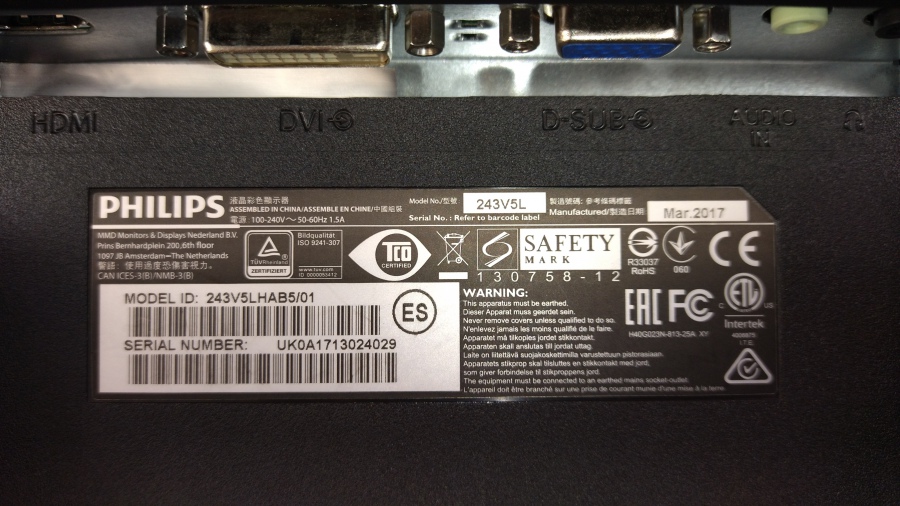 HDMI DVI D-SUB AUDIO IN
PHILIPS
液晶彩色顯示器
ASSEMBLED IN CHINA/ASSEMBLE EN CHINE/中國組裝
電源: 100-240V～ 50-60Hz 1.5A
Model No./型號: 243V5L
Serial No. : Refer to barcode label
製造號碼: 參考條碼標籤
Manufactured/製造日期 Mar.2017
MMD Monitors & Displays Nederland B.V.
Prins Bernhardplein 200,6th floor
1097 JB Amsterdam–The Netherlands
警語: 使用過度恐傷害視力。
CAN ICES-3(B)/NMB-3(B)
TÜVRheinland
ZERTIFIZIERT
Bildqualität
ISO 9241-307
www.tuv.com
ID 0000053412
TCO
CERTIFIED
SAFETY
MARK
130758-12
R33037
RoHS
060
CE
MODEL ID: 243V5LHAB5/01
SERIAL NUMBER: UK0A1713024029
ES
WARNING:
This apparatus must be earthed.
Dieser Apparat muss geerdet sein.
Never remove covers unless qualified to do so.
N'enlevez jamais les moins qualifié de le faire.
Apparatet må tilkoples jordet stikkontakt.
Apparaten skall anslutas till jordat uttag.
Laite on liitettävä suojakoskettimilla varustettuun pistorasiaan.
Apparatets stikprop skal tilsluttes en stikkontakt med jord,
som giver forbindelse til stikproppens jord.
The equipment must be connected to an earthed mains socket-outlet.
L'appareil doit être branché sur une prise de courant munie d'une mise à la terre.
EAC FC
H40G023N-813-25A XY
C ETL US
Intertek
I.T.E.